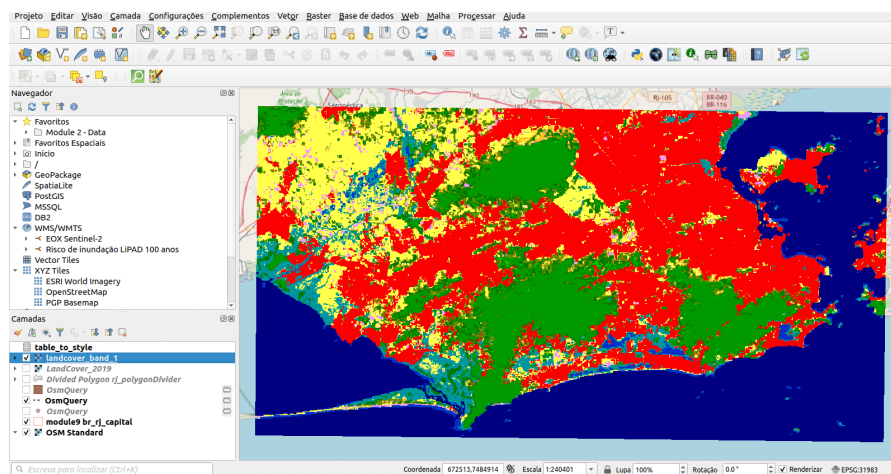 Projeto Editar Visão Camada Configurações Complementos Vetor Raster Base de dados Web Malha Processar Ajuda
Navegador
Favoritos
Module 2 - Data
Favoritos Espaciais
Início
/
GeoPackage
SpatiaLite
PostGIS
MSSQL
DB2
WMS/WMTS
EOX Sentinel-2
Risco de inundação LiPAD 100 anos
Vector Tiles
XYZ Tiles
ESRI World Imagery
OpenStreetMap
PGP Basemap
Camadas
table_to_style
landcover_band_1
LandCover_2019
Divided Polygon rj_polygonDivider
OsmQuery
OsmQuery
OsmQuery
module9 br_rj_capital
OSM Standard
Área de
Proteção
RJ-105
BR-040
BR-116
Escreva para localizar (Ctrl+K)
Coordenada 672513,7484914 Escala 1:240401 Lupa 100% Rotação 0.0° Renderizar EPSG:31983